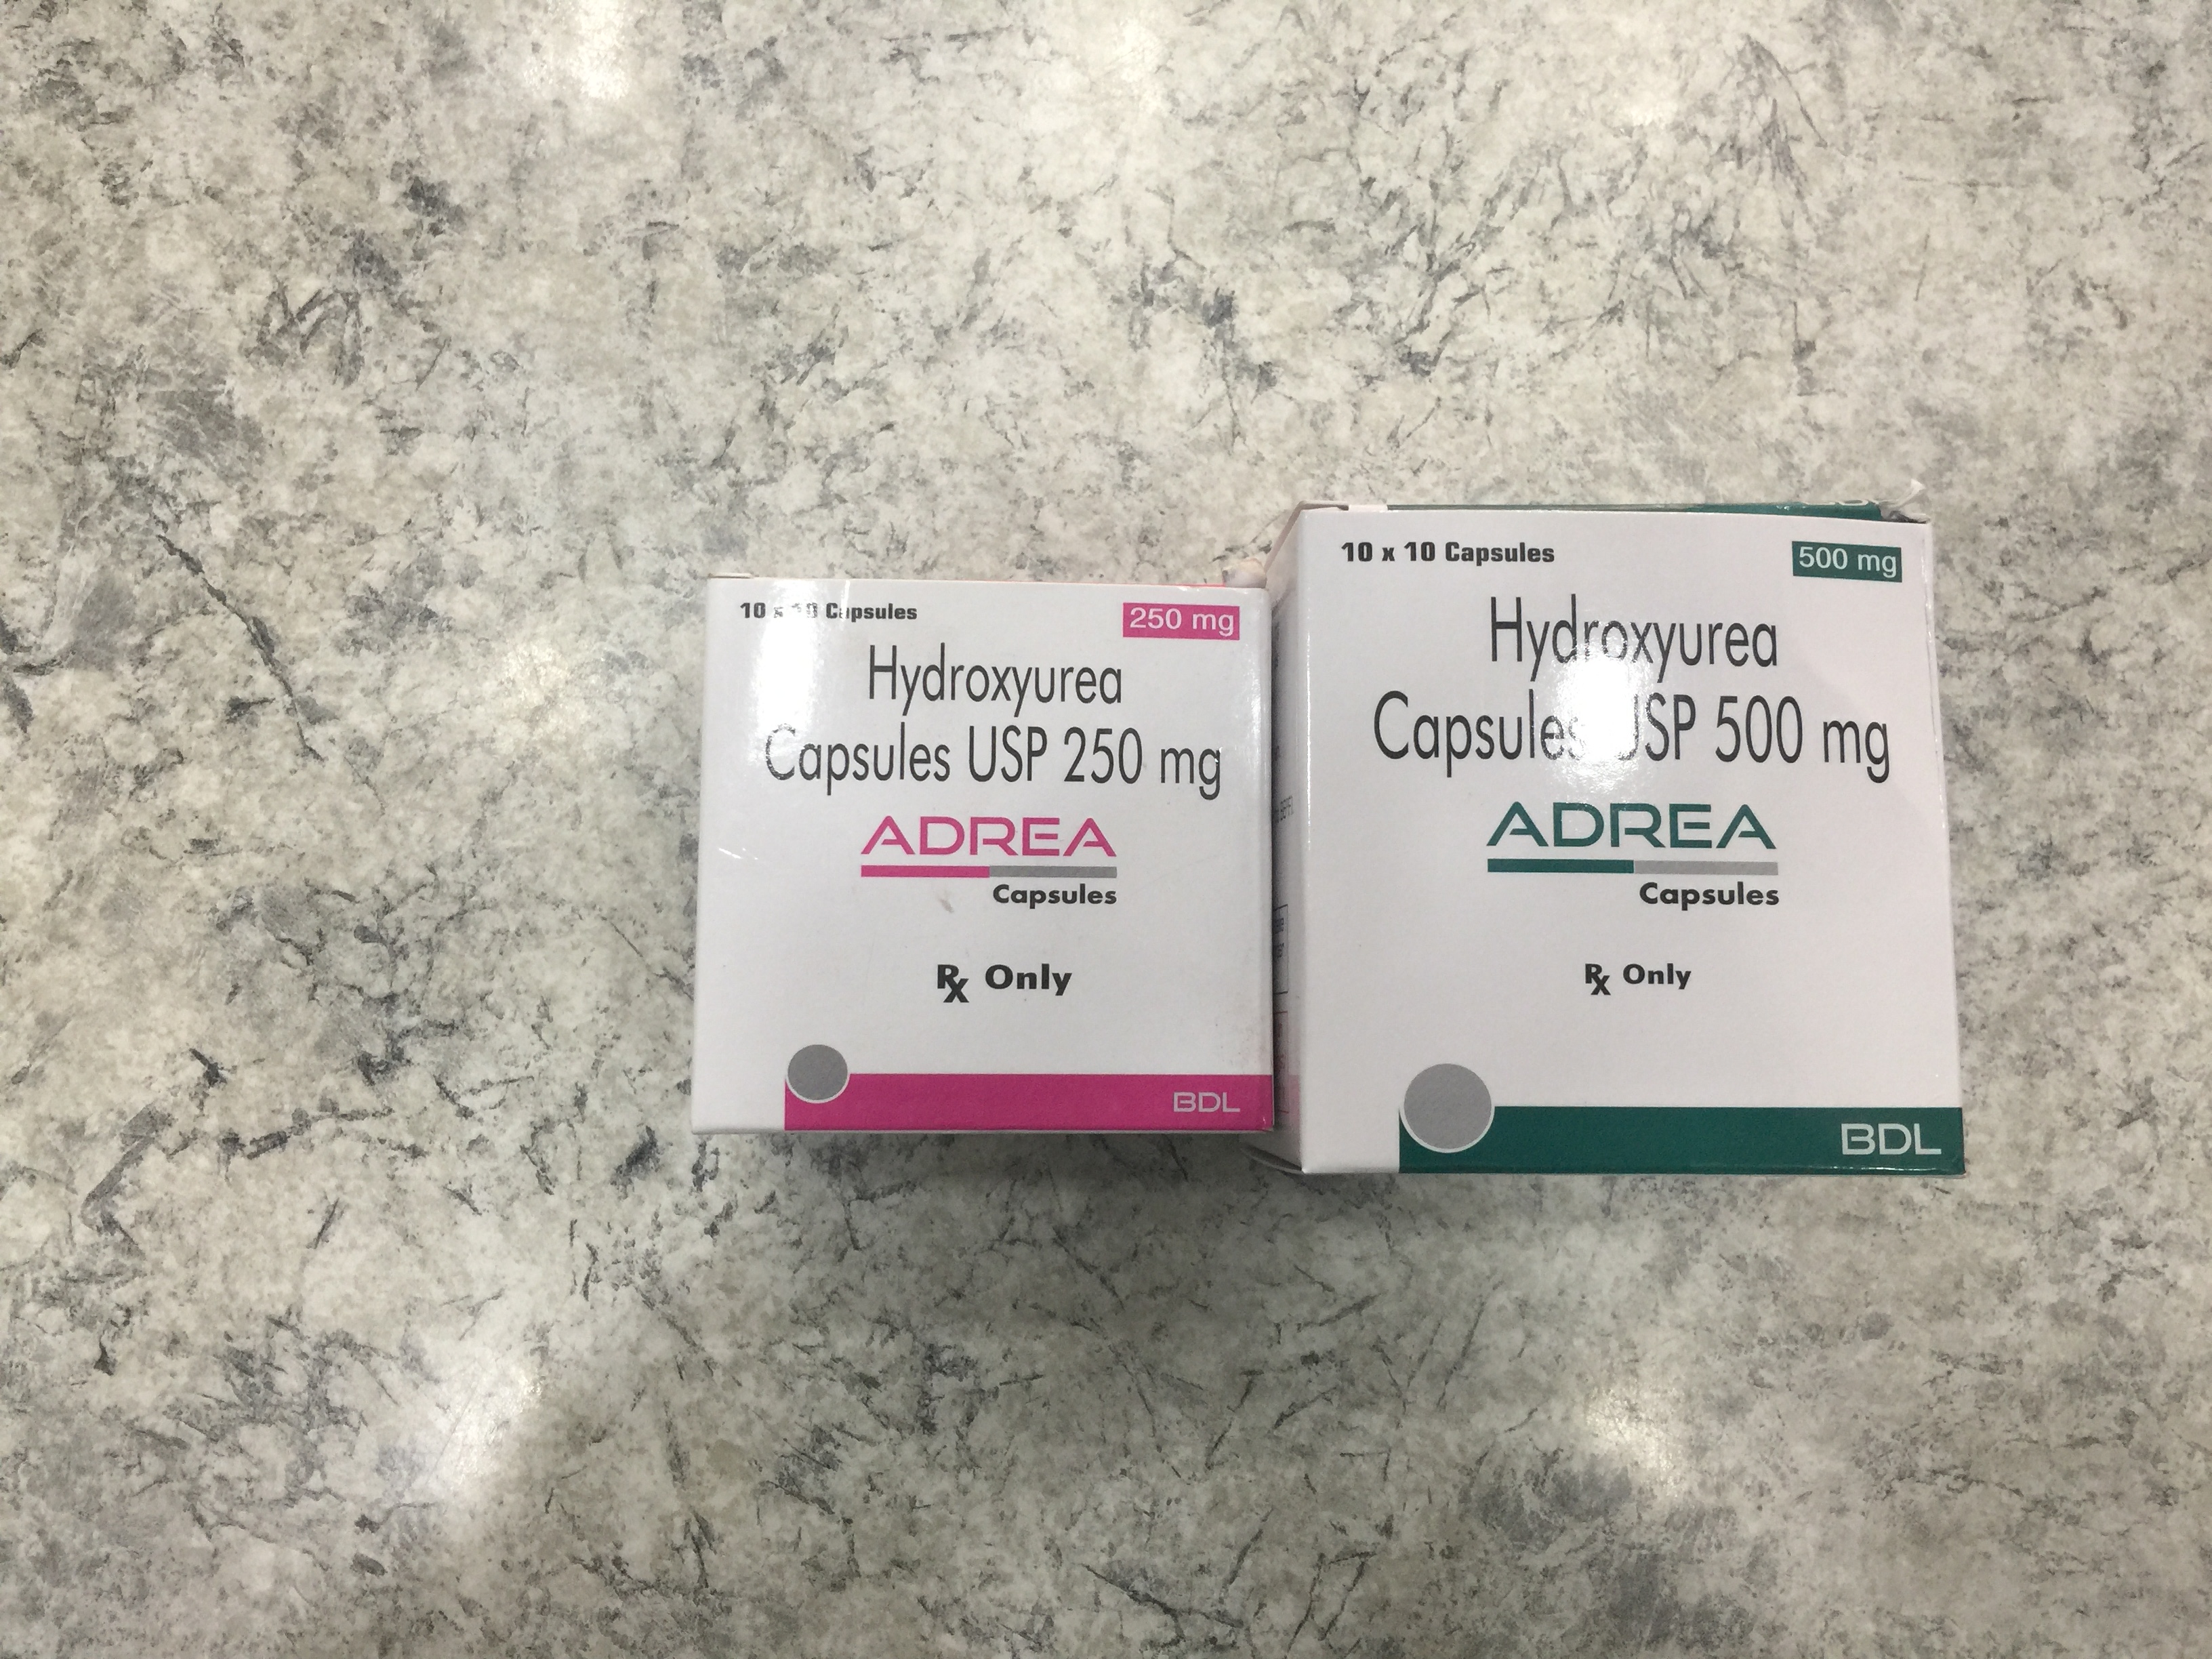 10 x 10 Capsules
250 mg
Hydroxyurea
Capsules USP 250 mg
ADREA
Capsules
Rx Only
BDL
10 x 10 Capsules
500 mg
Hydroxyurea
Capsules USP 500 mg
ADREA
Capsules
Rx Only
BDL